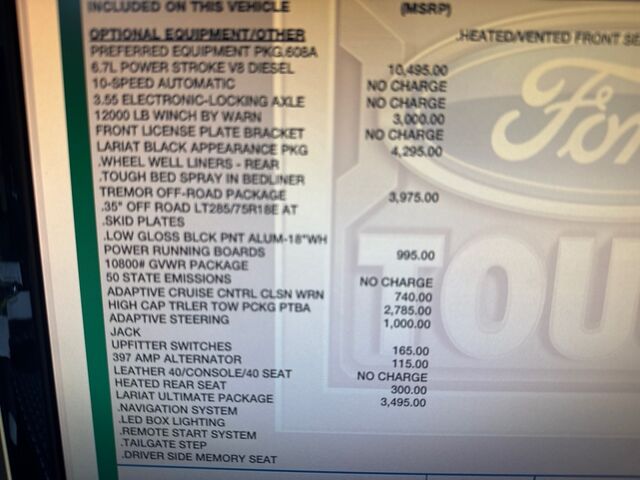 INCLUDED ON THIS VEHICLE (MSRP)
OPTIONAL EQUIPMENT/OTHER .HEATED/VENTED FRONT SE
PREFERRED EQUIPMENT PKG.608A
6.7L POWER STROKE V8 DIESEL 10,495.00
10-SPEED AUTOMATIC NO CHARGE
3.55 ELECTRONIC-LOCKING AXLE NO CHARGE
12000 LB WINCH BY WARN 3,000.00
FRONT LICENSE PLATE BRACKET NO CHARGE
LARIAT BLACK APPEARANCE PKG 4,295.00
.WHEEL WELL LINERS - REAR
.TOUGH BED SPRAY IN BEDLINER
TREMOR OFF-ROAD PACKAGE 3,975.00
.35" OFF ROAD LT285/75R18E AT
.SKID PLATES
.LOW GLOSS BLCK PNT ALUM-18"WH
POWER RUNNING BOARDS 995.00
10800# GVWR PACKAGE
50 STATE EMISSIONS NO CHARGE
ADAPTIVE CRUISE CNTRL CLSN WRN 740.00
HIGH CAP TRLER TOW PCKG PTBA 2,785.00
ADAPTIVE STEERING 1,000.00
JACK
UPFITTER SWITCHES 165.00
397 AMP ALTERNATOR 115.00
LEATHER 40/CONSOLE/40 SEAT NO CHARGE
HEATED REAR SEAT 300.00
LARIAT ULTIMATE PACKAGE 3,495.00
.NAVIGATION SYSTEM
.LED BOX LIGHTING
.REMOTE START SYSTEM
.TAILGATE STEP
.DRIVER SIDE MEMORY SEAT
For
TOU